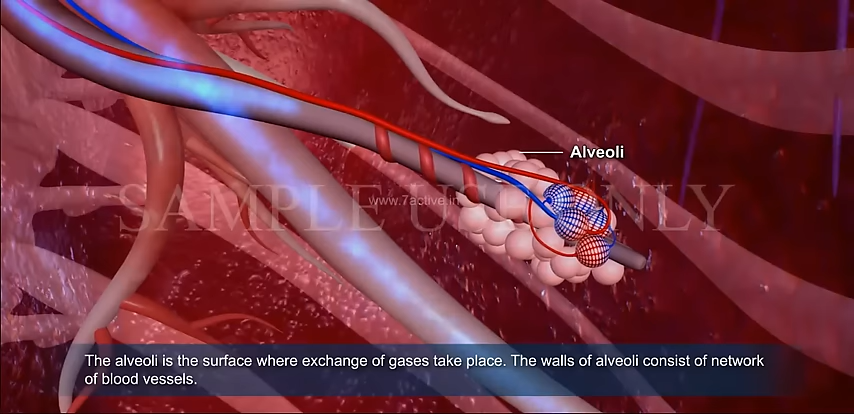 Alveoli
SAMPLE USE ONLY
www.7active.in
The alveoli is the surface where exchange of gases take place. The walls of alveoli consist of network
of blood vessels.